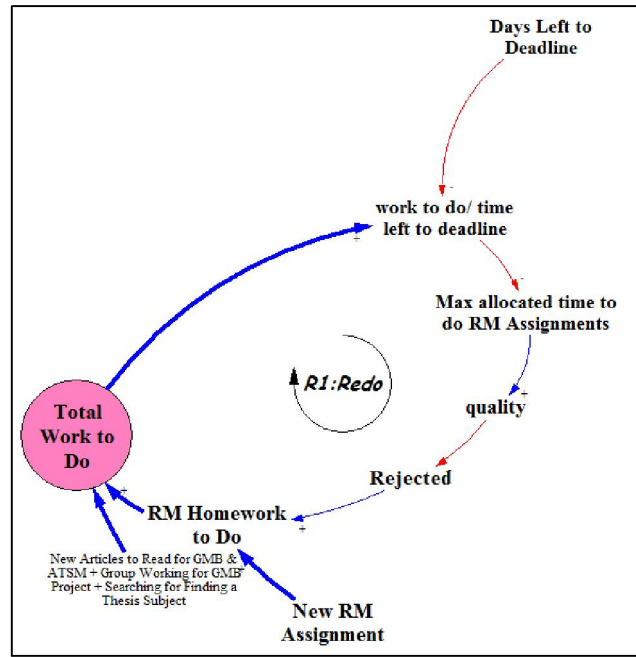 Days Left to
Deadline
-
work to do/ time
left to deadline
+
-
Max allocated time to
do RM Assignments
R1:Redo
+
quality
Total
Work to
Do
-
Rejected
+
RM Homework
to Do
+
New Articles to Read for GMB &
ATSM + Group Working for GMB
Project + Searching for Finding a
Thesis Subject
+
New RM
Assignment